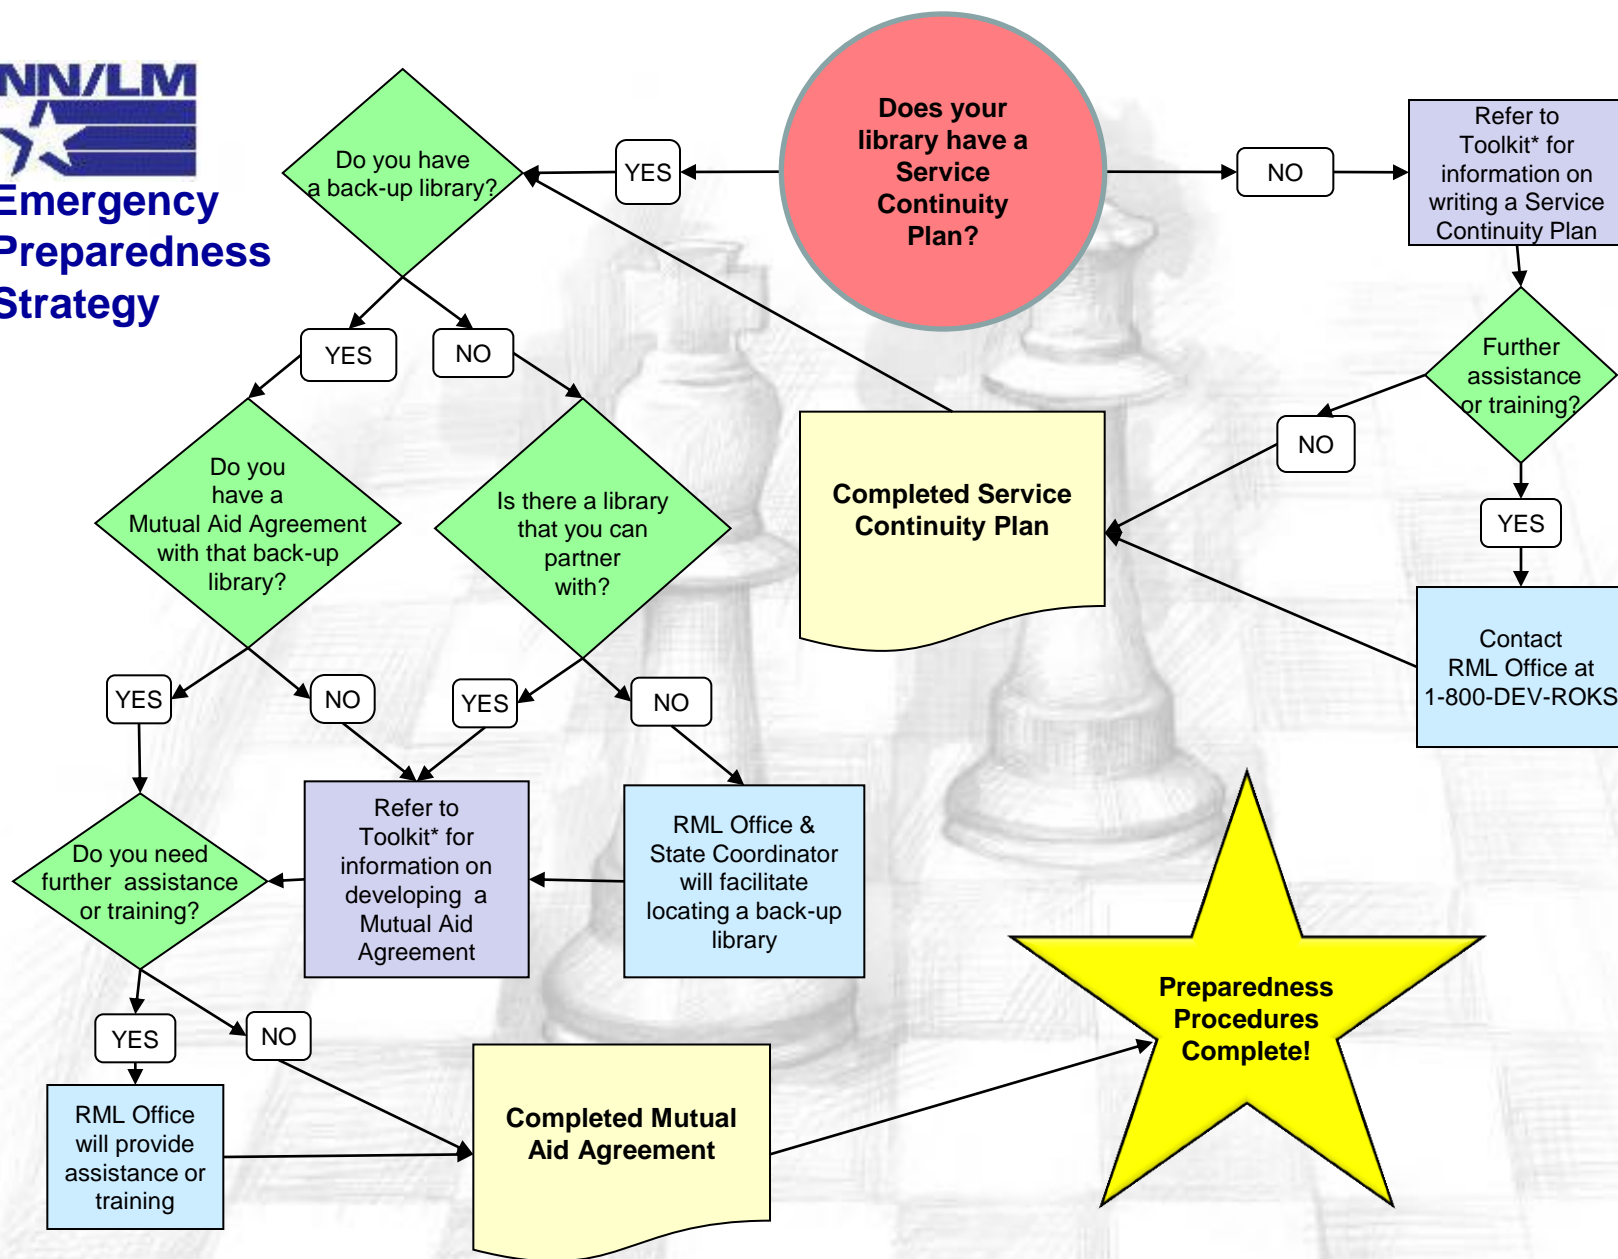 NN/LM
Emergency
Preparedness
Strategy
Does your
library have a
Service
Continuity
Plan?
YES
NO
Do you have
a back-up library?
Refer to
Toolkit* for
information on
writing a Service
Continuity Plan
YES
NO
Further
assistance
or training?
NO
YES
Contact
RML Office at
1-800-DEV-ROKS
Completed Service
Continuity Plan
Do you
have a
Mutual Aid Agreement
with that back-up
library?
Is there a library
that you can
partner
with?
YES
NO
YES
NO
Do you need
further assistance
or training?
Refer to
Toolkit* for
information on
developing a
Mutual Aid
Agreement
RML Office &
State Coordinator
will facilitate
locating a back-up
library
YES
NO
RML Office
will provide
assistance or
training
Completed Mutual
Aid Agreement
Preparedness
Procedures
Complete!